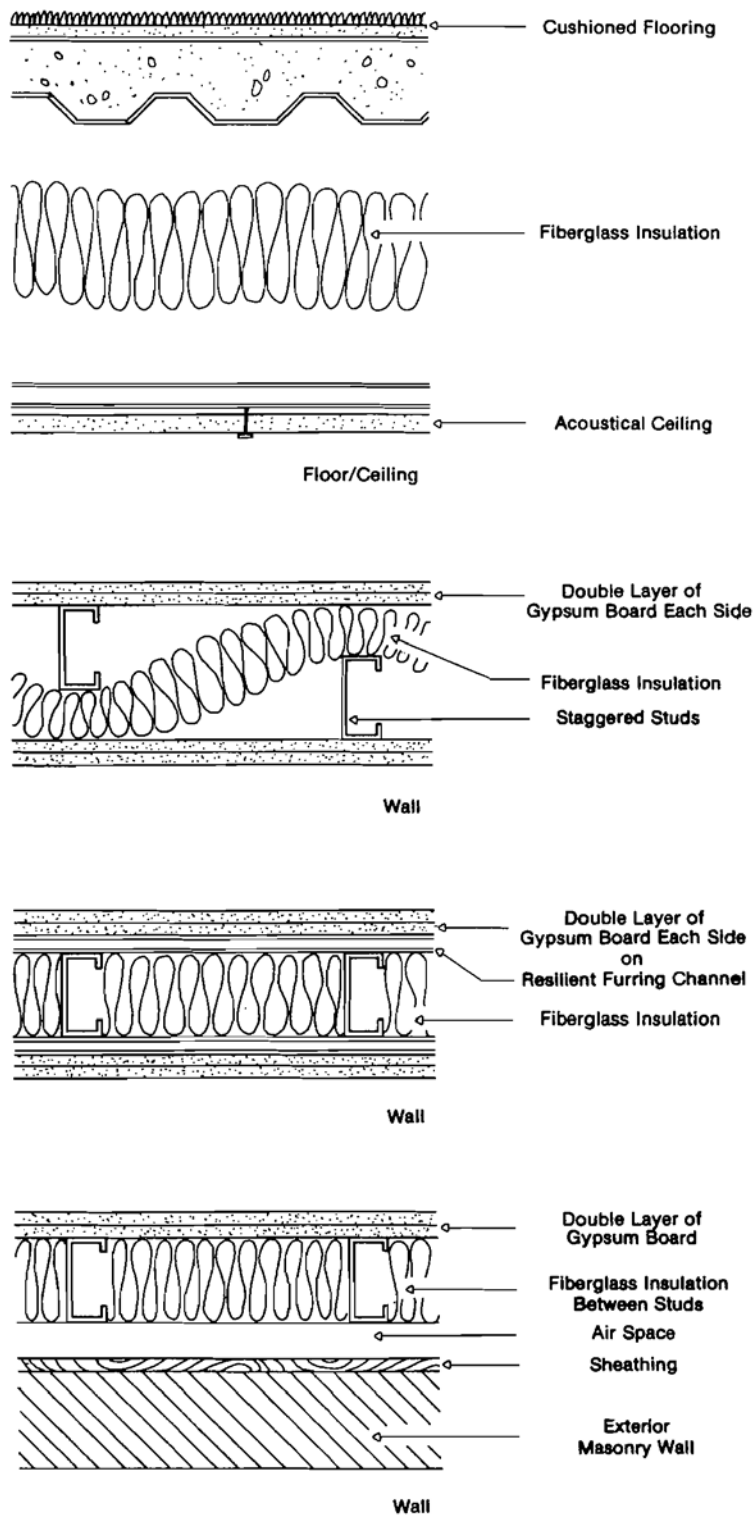 Cushioned Flooring
Fiberglass Insulation
Acoustical Ceiling
Floor/Ceiling
Double Layer of
Gypsum Board Each Side
Fiberglass Insulation
Staggered Studs
Wall
Double Layer of
Gypsum Board Each Side
on
Resilient Furring Channel
Fiberglass Insulation
Wall
Double Layer of
Gypsum Board
Fiberglass Insulation
Between Studs
Air Space
Sheathing
Exterior
Masonry Wall
Wall